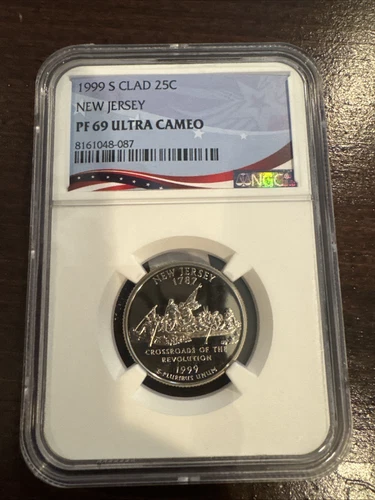 1999 S CLAD 25C
NEW JERSEY
PF 69 ULTRA CAMEO
8161048-087
NGC
NEW JERSEY
1787
CROSSROADS OF THE
REVOLUTION
1999
E PLURIBUS UNUM